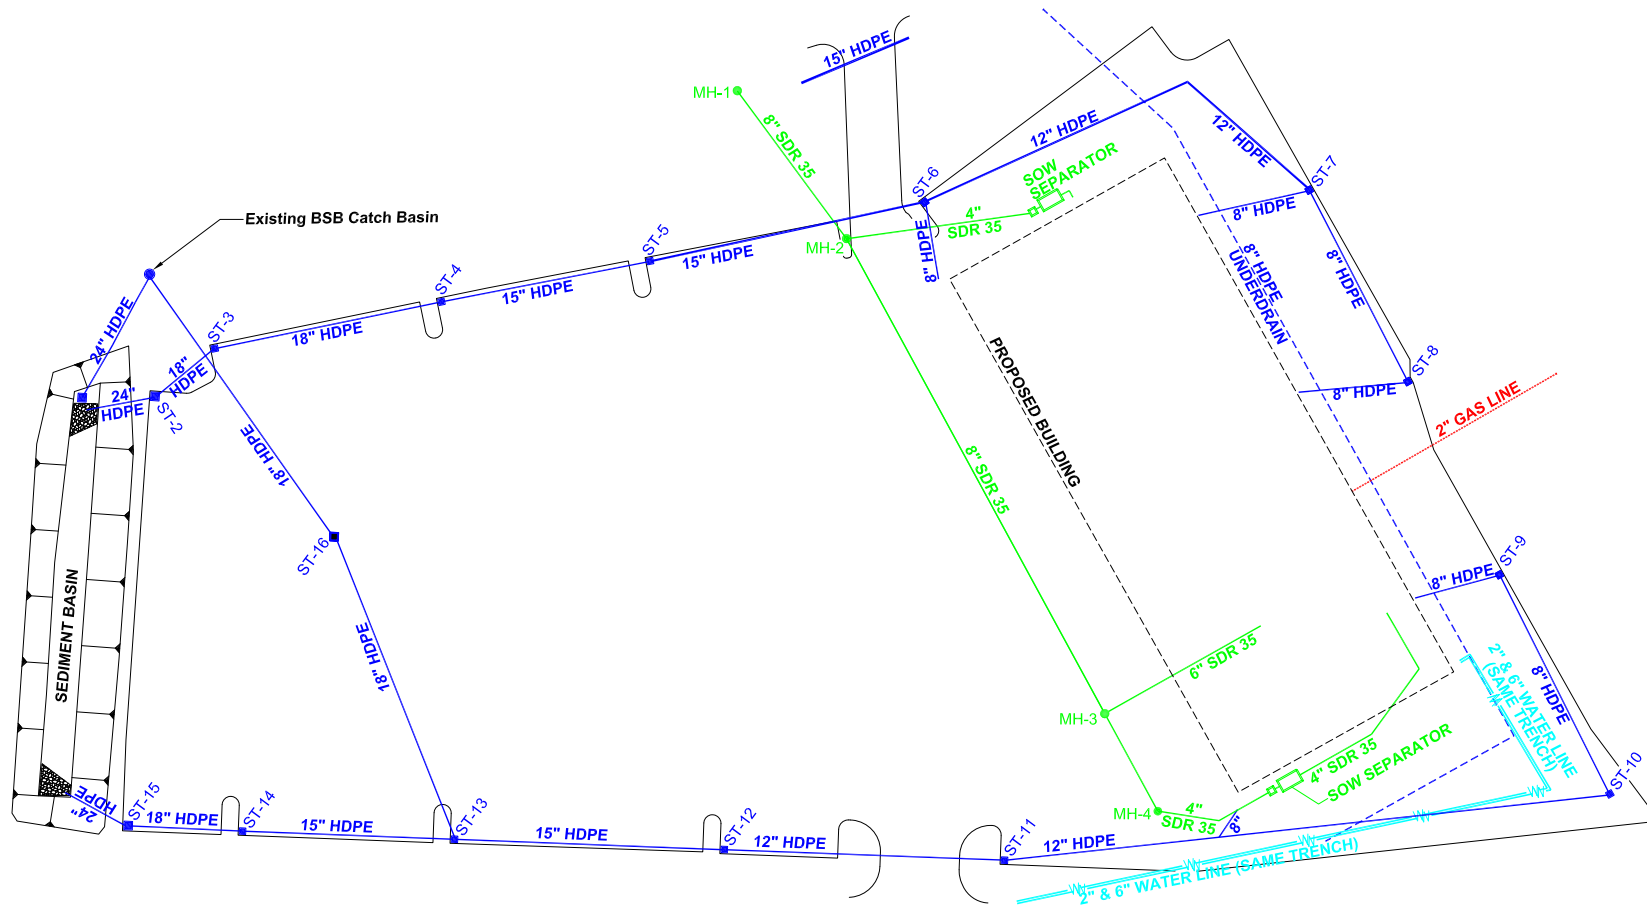 15" HDPE
MH-1
8" SDR 35
12" HDPE
12" HDPE
SOW
SEPARATOR
ST-6
ST-7
4"
SDR 35
8" HDPE
Existing BSB Catch Basin
MH-2
ST-5
15" HDPE
8" HDPE
8" HDPE
UNDERDRAIN
8" HDPE
ST-4
15" HDPE
24" HDPE
ST-3
18" HDPE
18"
HDPE
24"
HDPE
ST-2
PROPOSED BUILDING
ST-8
8" HDPE
2" GAS LINE
18" HDPE
8" SDR 35
ST-16
ST-9
8" HDPE
SEDIMENT BASIN
18" HDPE
6" SDR 35
2" & 6" WATER LINE
(SAME TRENCH)
8" HDPE
MH-3
4" SDR 35
SOW SEPARATOR
ST-10
24"
HDPE
ST-15
18" HDPE
ST-14
15" HDPE
ST-13
15" HDPE
ST-12
12" HDPE
ST-11
12" HDPE
MH-4
4"
SDR 35
8"
2" & 6" WATER LINE (SAME TRENCH)